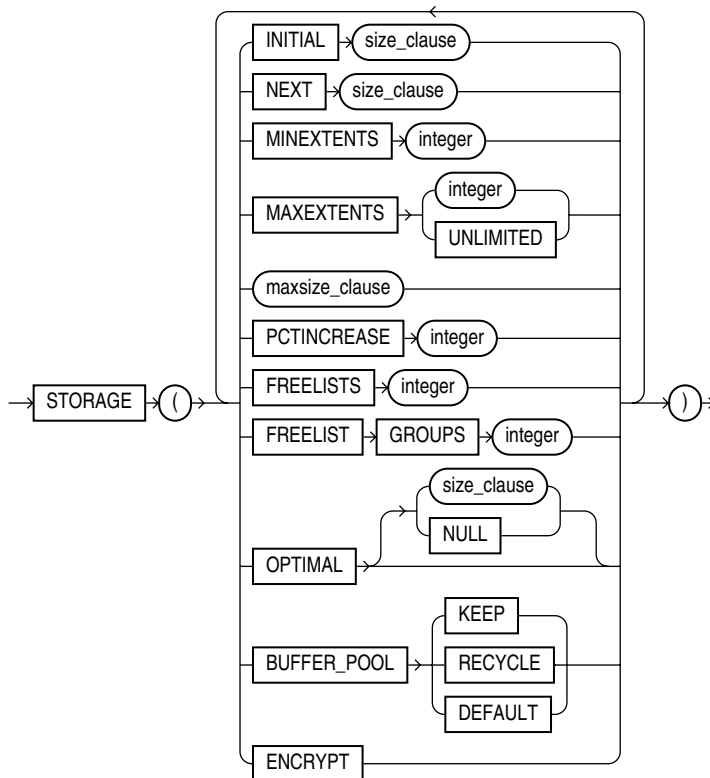 INITIAL size_clause
NEXT size_clause
MINEXTENTS integer
MAXEXTENTS integer
UNLIMITED
maxsize_clause
PCTINCREASE integer
STORAGE ( FREELISTS integer )
FREELIST GROUPS integer
OPTIMAL size_clause
NULL
BUFFER_POOL KEEP
RECYCLE
DEFAULT
ENCRYPT